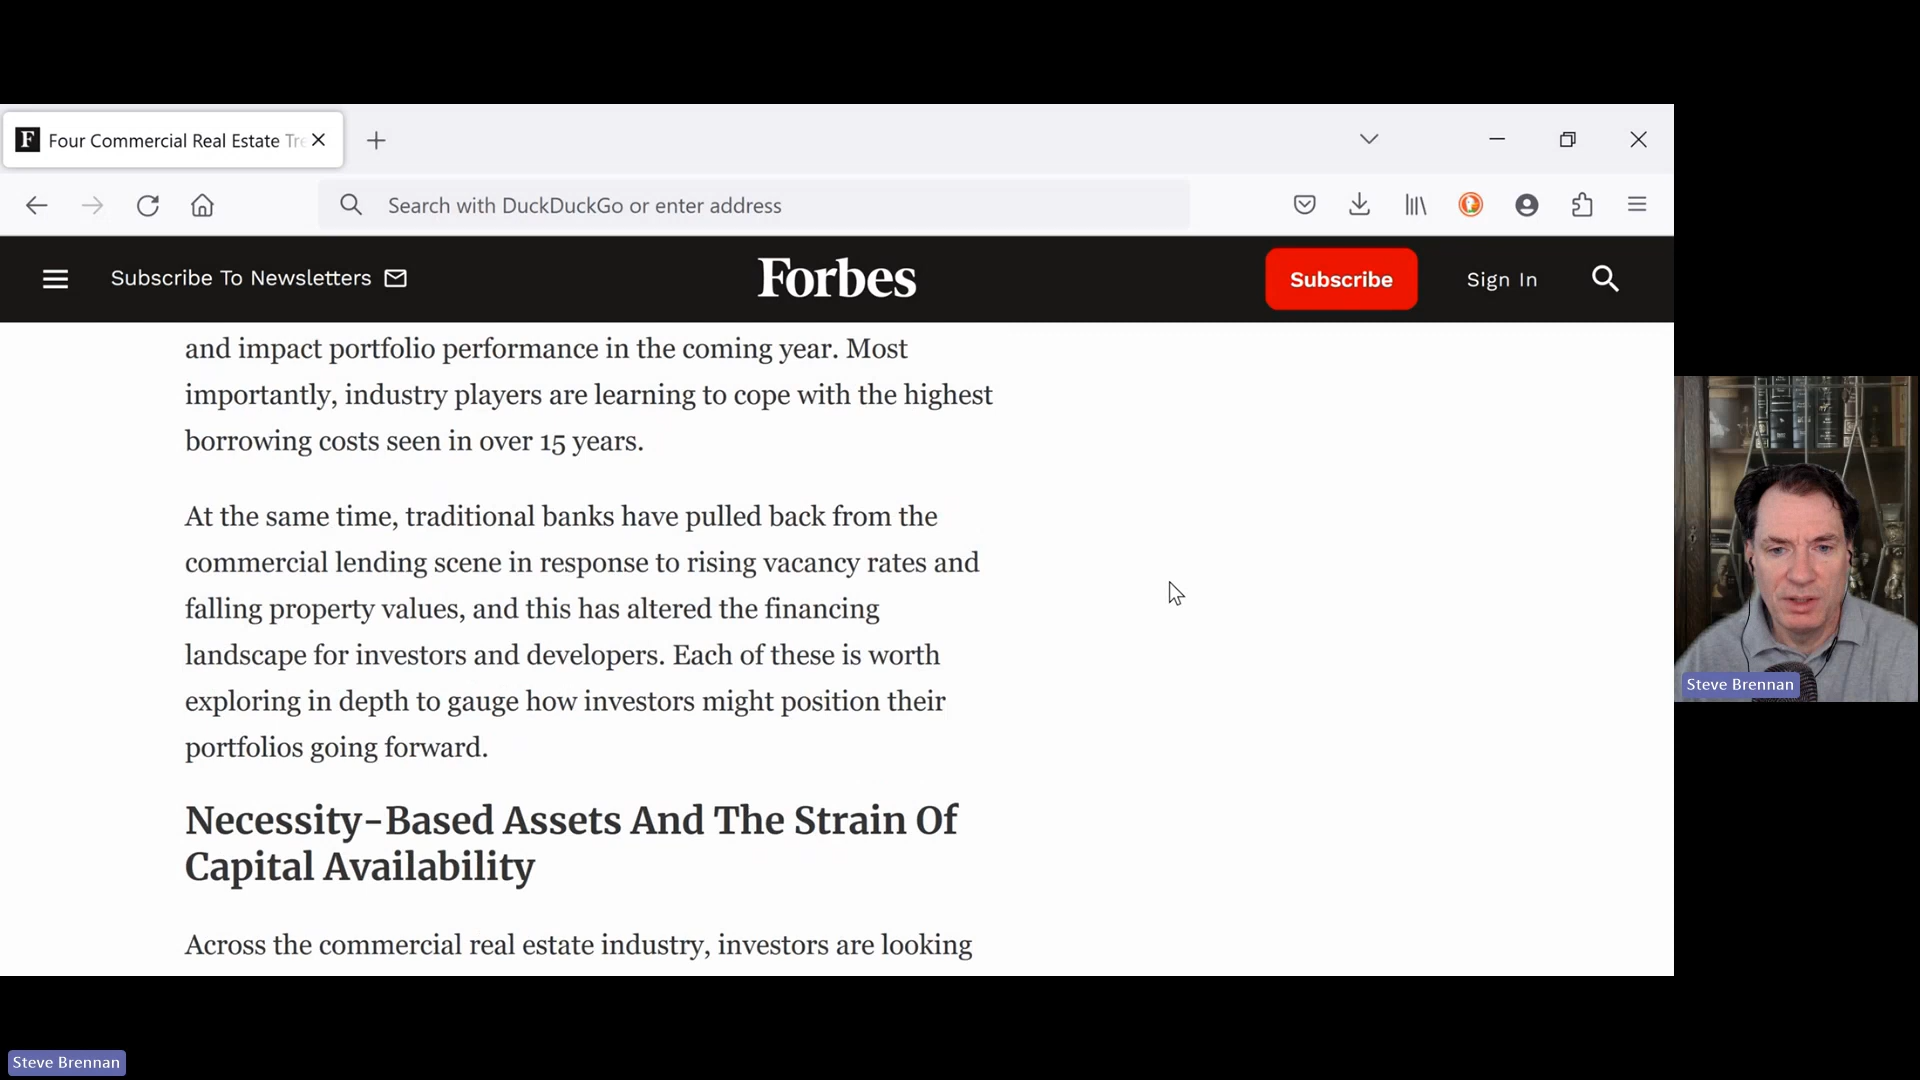 Four Commercial Real Estate Tre
Search with DuckDuckGo or enter address
Subscribe To Newsletters
Forbes
Subscribe
Sign In
and impact portfolio performance in the coming year. Most
importantly, industry players are learning to cope with the highest
borrowing costs seen in over 15 years.
At the same time, traditional banks have pulled back from the
commercial lending scene in response to rising vacancy rates and
falling property values, and this has altered the financing
landscape for investors and developers. Each of these is worth
exploring in depth to gauge how investors might position their
portfolios going forward.
Necessity-Based Assets And The Strain Of
Capital Availability
Across the commercial real estate industry, investors are looking
Steve Brennan
Steve Brennan